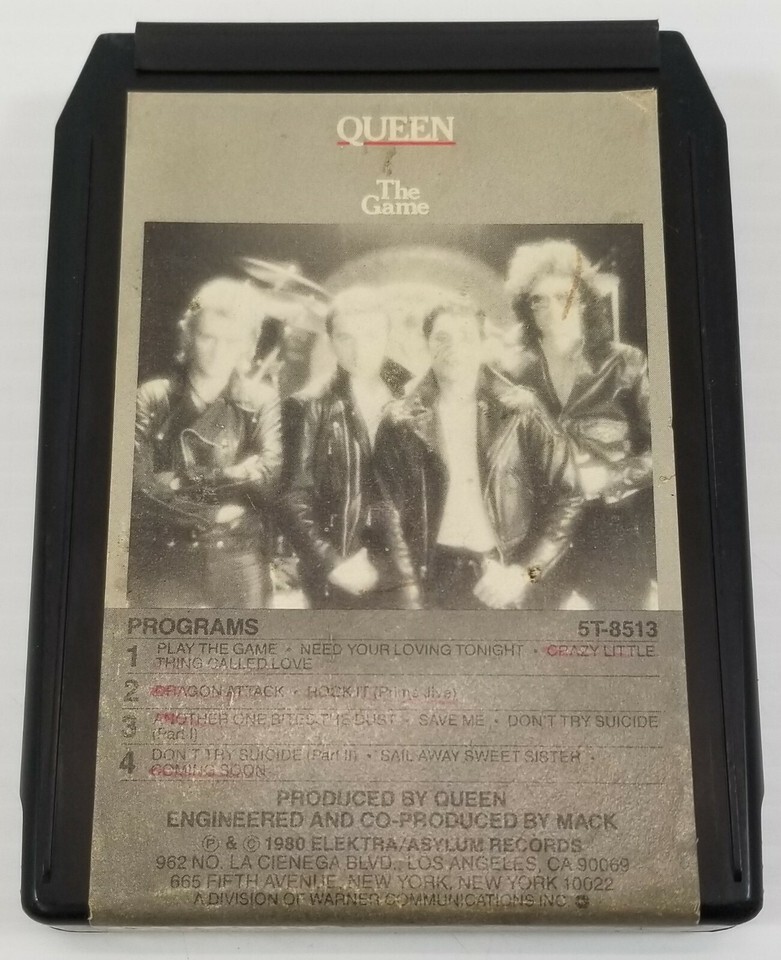 QUEEN
The
Game
PROGRAMS 5T-8513
1 PLAY THE GAME • NEED YOUR LOVING TONIGHT • CRAZY LITTLE
THING CALLED LOVE
2 DRAGON ATTACK • ROCK IT (Prime Jive)
3 ANOTHER ONE BITES THE DUST • SAVE ME • DON'T TRY SUICIDE
(Part I)
4 DON'T TRY SUICIDE (Part II) • SAIL AWAY SWEET SISTER •
COMING SOON
PRODUCED BY QUEEN
ENGINEERED AND CO-PRODUCED BY MACK
Ⓟ & © 1980 ELEKTRA/ASYLUM RECORDS
962 NO. LA CIENEGA BLVD., LOS ANGELES, CA 90069
665 FIFTH AVENUE, NEW YORK, NEW YORK 10022
A DIVISION OF WARNER COMMUNICATIONS INC.